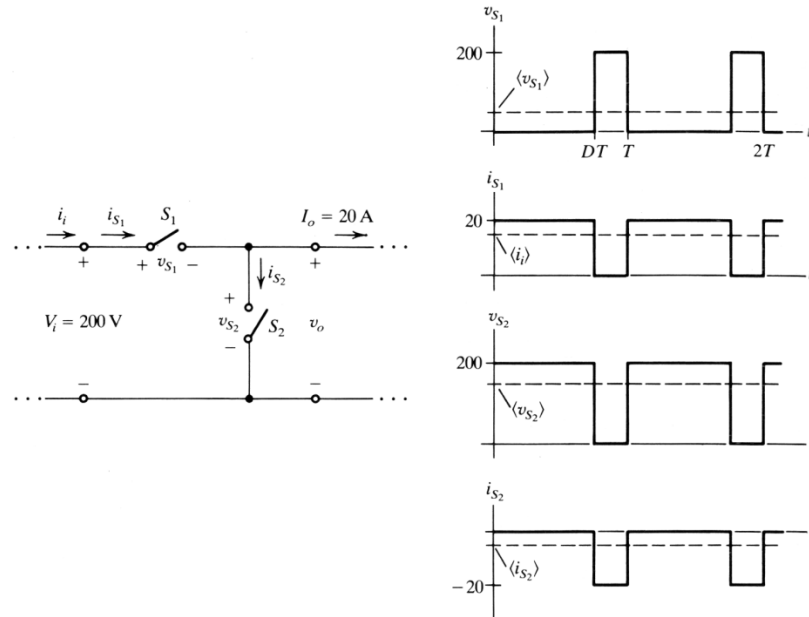 i_i i_{S_1} S_1 I_o = 20 A
+ + v_{S_1} − +
i_{S_2}
+
V_i = 200 V v_{S_2} S_2 v_o
−
− −
v_{S_1}
200
⟨v_{S_1}⟩
DT T 2T
i_{S_1}
20
⟨i_i⟩
v_{S_2}
200
⟨v_{S_2}⟩
i_{S_2}
⟨i_{S_2}⟩
−20